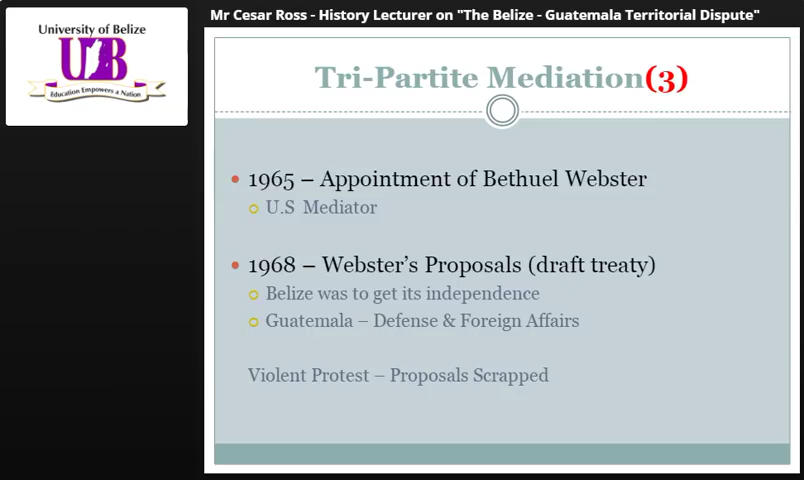 Mr Cesar Ross - History Lecturer on "The Belize - Guatemala Territorial Dispute"
University of Belize
UB
Education Empowers a Nation
Tri-Partite Mediation(3)
1965 – Appointment of Bethuel Webster
U.S Mediator
1968 – Webster's Proposals (draft treaty)
Belize was to get its independence
Guatemala – Defense & Foreign Affairs
Violent Protest – Proposals Scrapped